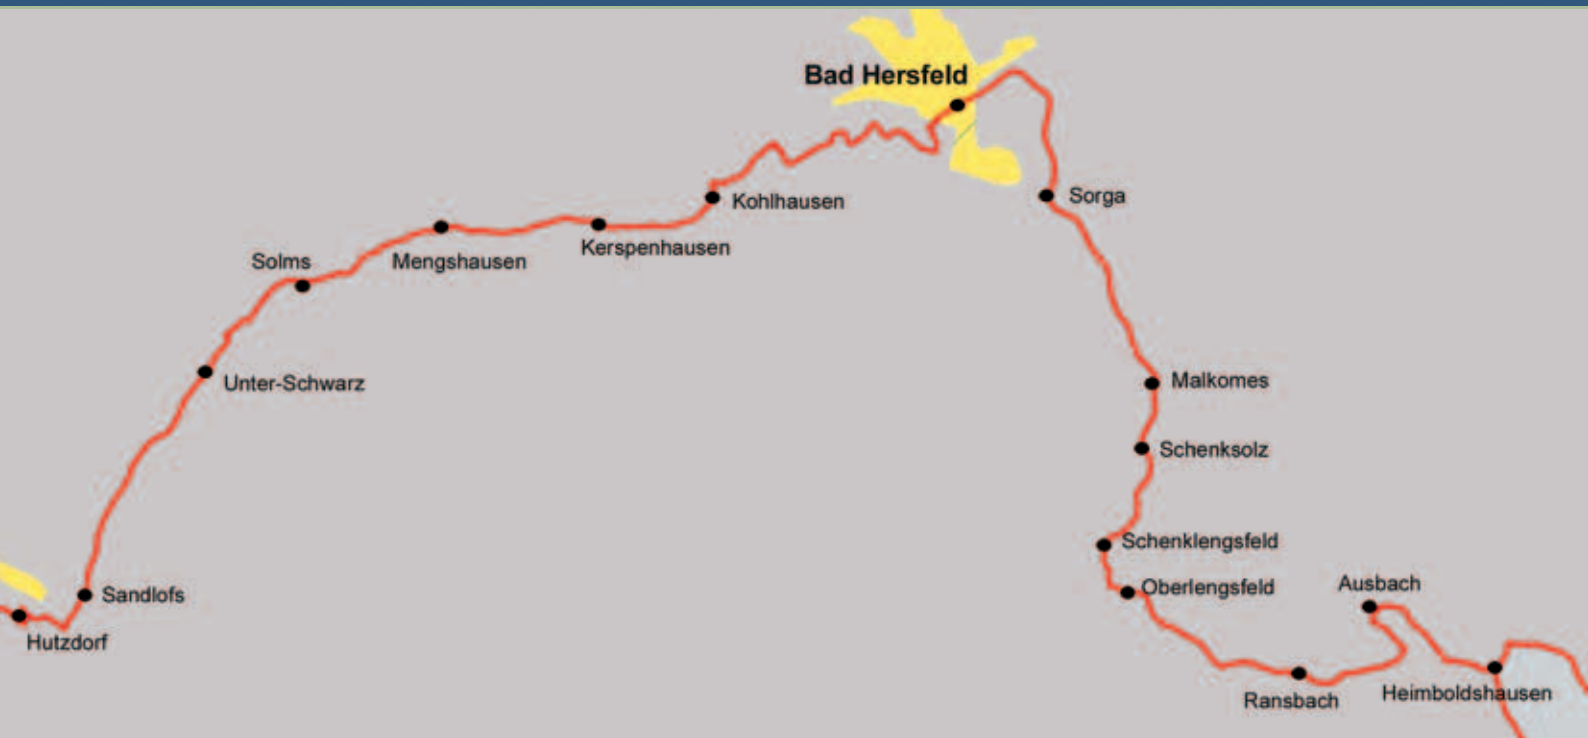 Bad Hersfeld
Sorga
Kohlhausen
Kerspenhausen
Mengshausen
Solms
Unter-Schwarz
Malkomes
Schenksolz
Schenklengsfeld
Oberlengsfeld
Ausbach
Sandlofs
Hutzdorf
Ransbach
Heimboldshausen